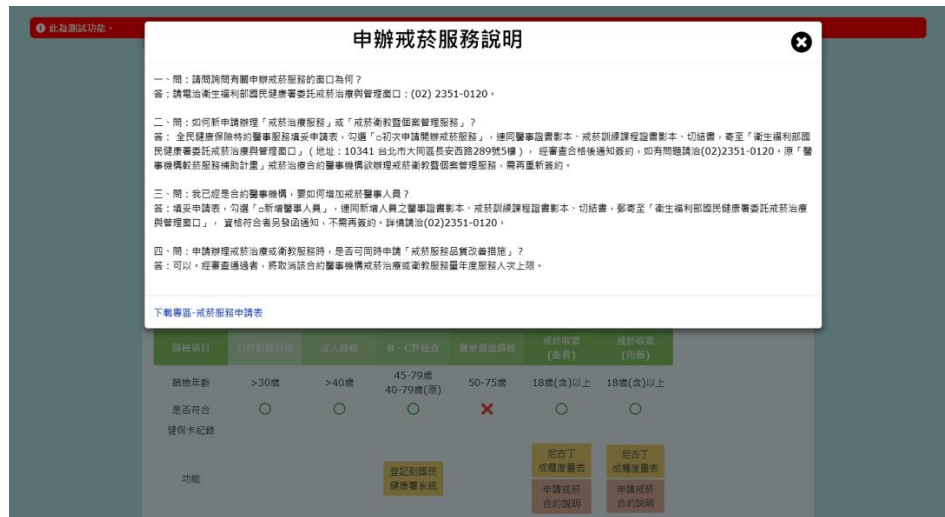 此為測試功能。
申辦戒菸服務說明
一、問：請問詢問有關申辦戒菸服務的窗口為何？
答：請電洽衛生福利部國民健康署委託戒菸治療與管理窗口：(02) 2351-0120。
二、問：如何新申請辦理「戒菸治療服務」或「戒菸衛教暨個案管理服務」？
答： 全民健康保險特約醫事服務填妥申請表，勾選「□初次申請開辦戒菸服務」，連同醫事證書影本、戒菸訓練課程證書影本、切結書，寄至「衛生福利部國
民健康署委託戒菸治療與管理窗口」（地址：10341 台北市大同區長安西路289號5樓）， 經審查合格後通知簽約，如有問題請洽(02)2351-0120。原「醫
事機構戒菸服務補助計畫」戒菸治療合約醫事機構欲辦理戒菸衛教暨個案管理服務，需再重新簽約。
三、問：我已經是合約醫事機構，要如何增加戒菸醫事人員？
答：填妥申請表，勾選「□新增醫事人員」，連同新增人員之醫事證書影本、戒菸訓練課程證書影本、切結書，郵寄至「衛生福利部國民健康署委託戒菸治療
與管理窗口」， 資格符合者另發函通知，不需再簽約。詳情請洽(02)2351-0120。
四、問：申請辦理戒菸治療或衛教服務時，是否可同時申請「戒菸服務品質改善措施」？
答：可以。經審查通過者，將取消該合約醫事機構戒菸治療或衛教服務量年度服務人次上限。
下載專區-戒菸服務申請表
篩檢項目 口腔黏膜篩檢 成人健檢 B、C肝檢查 糞便潛血篩檢 戒菸收案 戒菸收案
(衛教) (用藥)
篩檢年齡 >30歲 >40歲 45-79歲 50-75歲 18歲(含)以上 18歲(含)以上
40-79歲(原)
是否符合
健保卡紀錄
功能 登記到國民 尼古丁 尼古丁
健康署系統 成癮度量表 成癮度量表
申請戒菸 申請戒菸
合約說明 合約說明